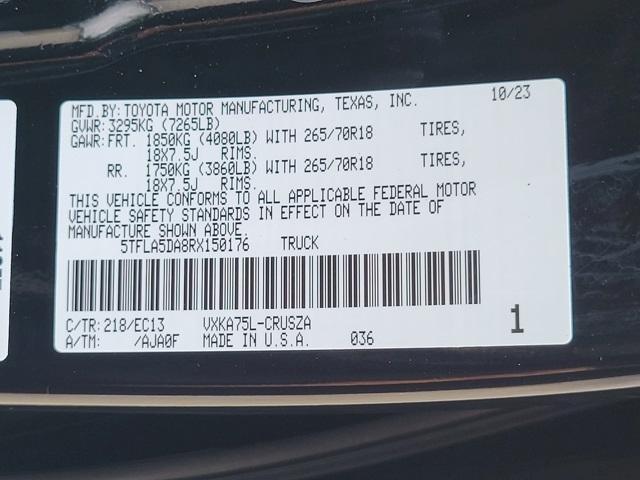 MFD.BY:TOYOTA MOTOR MANUFACTURING, TEXAS, INC. 10/23
GVWR:3295KG (7265LB)
GAWR:FRT. 1850KG (4080LB) WITH 265/70R18 TIRES,
18X7.5J RIMS.
RR. 1750KG (3860LB) WITH 265/70R18 TIRES,
18X7.5J RIMS.
THIS VEHICLE CONFORMS TO ALL APPLICABLE FEDERAL MOTOR
VEHICLE SAFETY STANDARDS IN EFFECT ON THE DATE OF
MANUFACTURE SHOWN ABOVE.
5TFLA5DA8RX150176 TRUCK
C/TR:218/EC13 VXKA75L-CRUSZA 1
A/TM: /AJA0F MADE IN U.S.A. 036